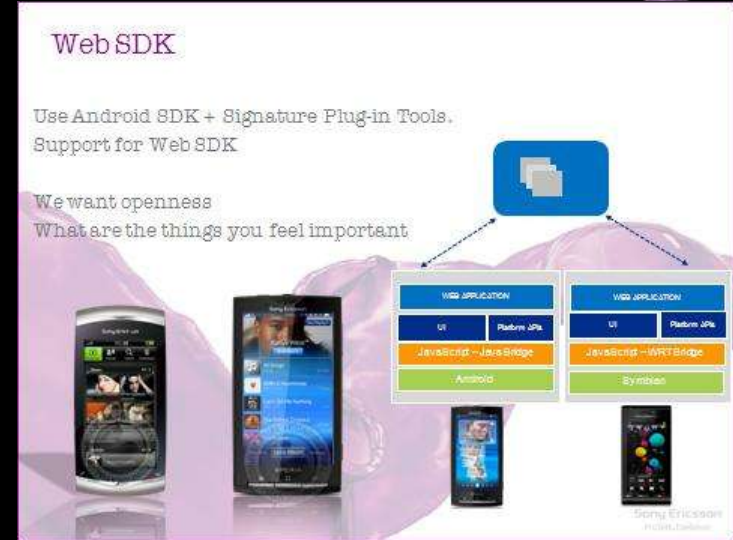 Web SDK
Use Android SDK + Signature Plug-in Tools.
Support for Web SDK
We want openness
What are the things you feel important
WEB APPLICATION
UI
Platform APIs
JavaScript – Java Bridge
Android
WEB APPLICATION
UI
Platform APIs
JavaScript – WRT Bridge
Symbian
Sony Ericsson